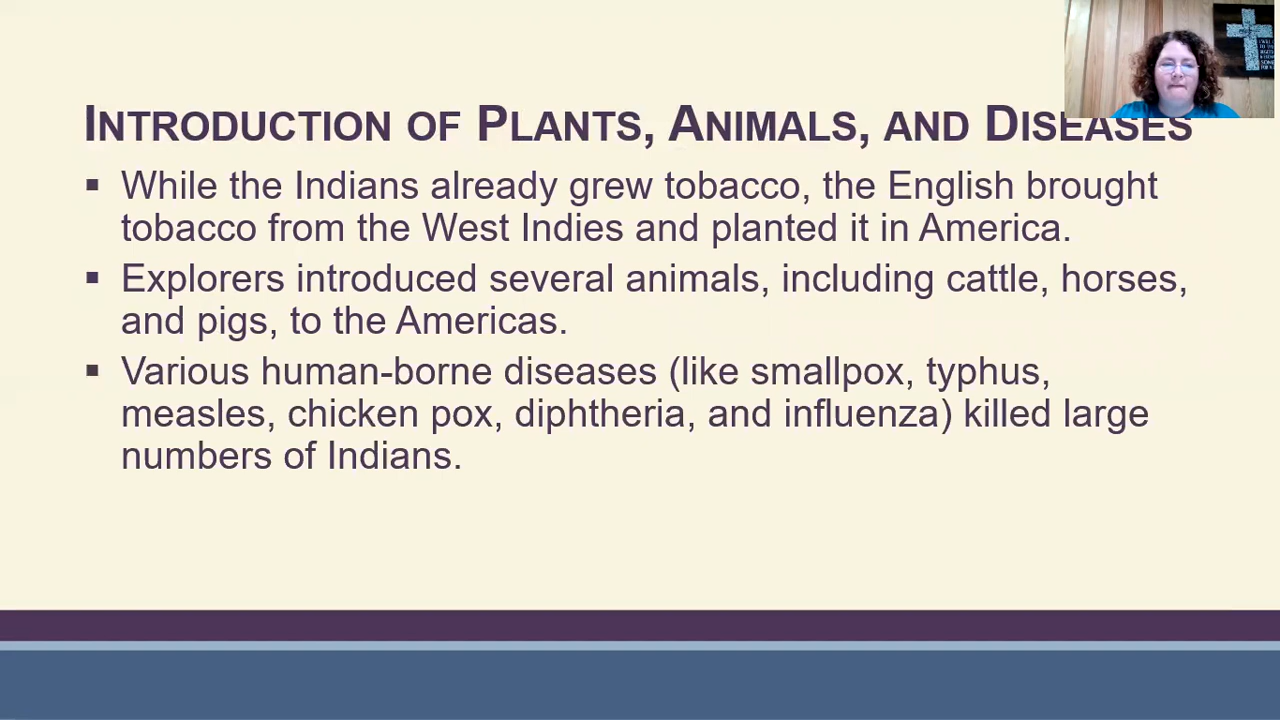 INTRODUCTION OF PLANTS, ANIMALS, AND DISEASES
▪ While the Indians already grew tobacco, the English brought
tobacco from the West Indies and planted it in America.
▪ Explorers introduced several animals, including cattle, horses,
and pigs, to the Americas.
▪ Various human-borne diseases (like smallpox, typhus,
measles, chicken pox, diphtheria, and influenza) killed large
numbers of Indians.